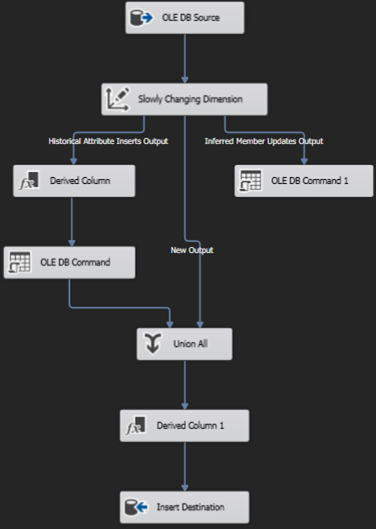 OLE DB Source
Slowly Changing Dimension
Historical Attribute Inserts Output
Inferred Member Updates Output
Derived Column
OLE DB Command 1
New Output
OLE DB Command
Union All
Derived Column 1
Insert Destination